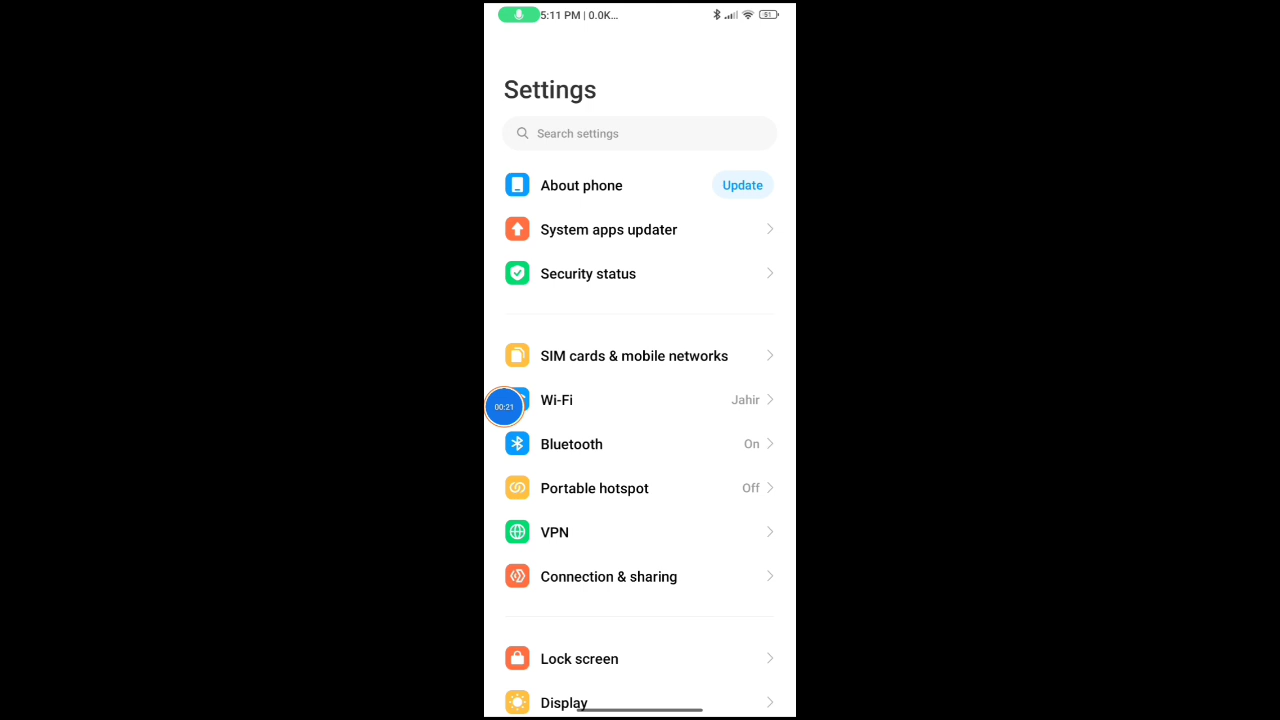 5:11 PM | 0.0K...
51
Settings
Search settings
About phone
Update
System apps updater
Security status
SIM cards & mobile networks
Wi-Fi
Jahir
00:21
Bluetooth
On
Portable hotspot
Off
VPN
Connection & sharing
Lock screen
Display